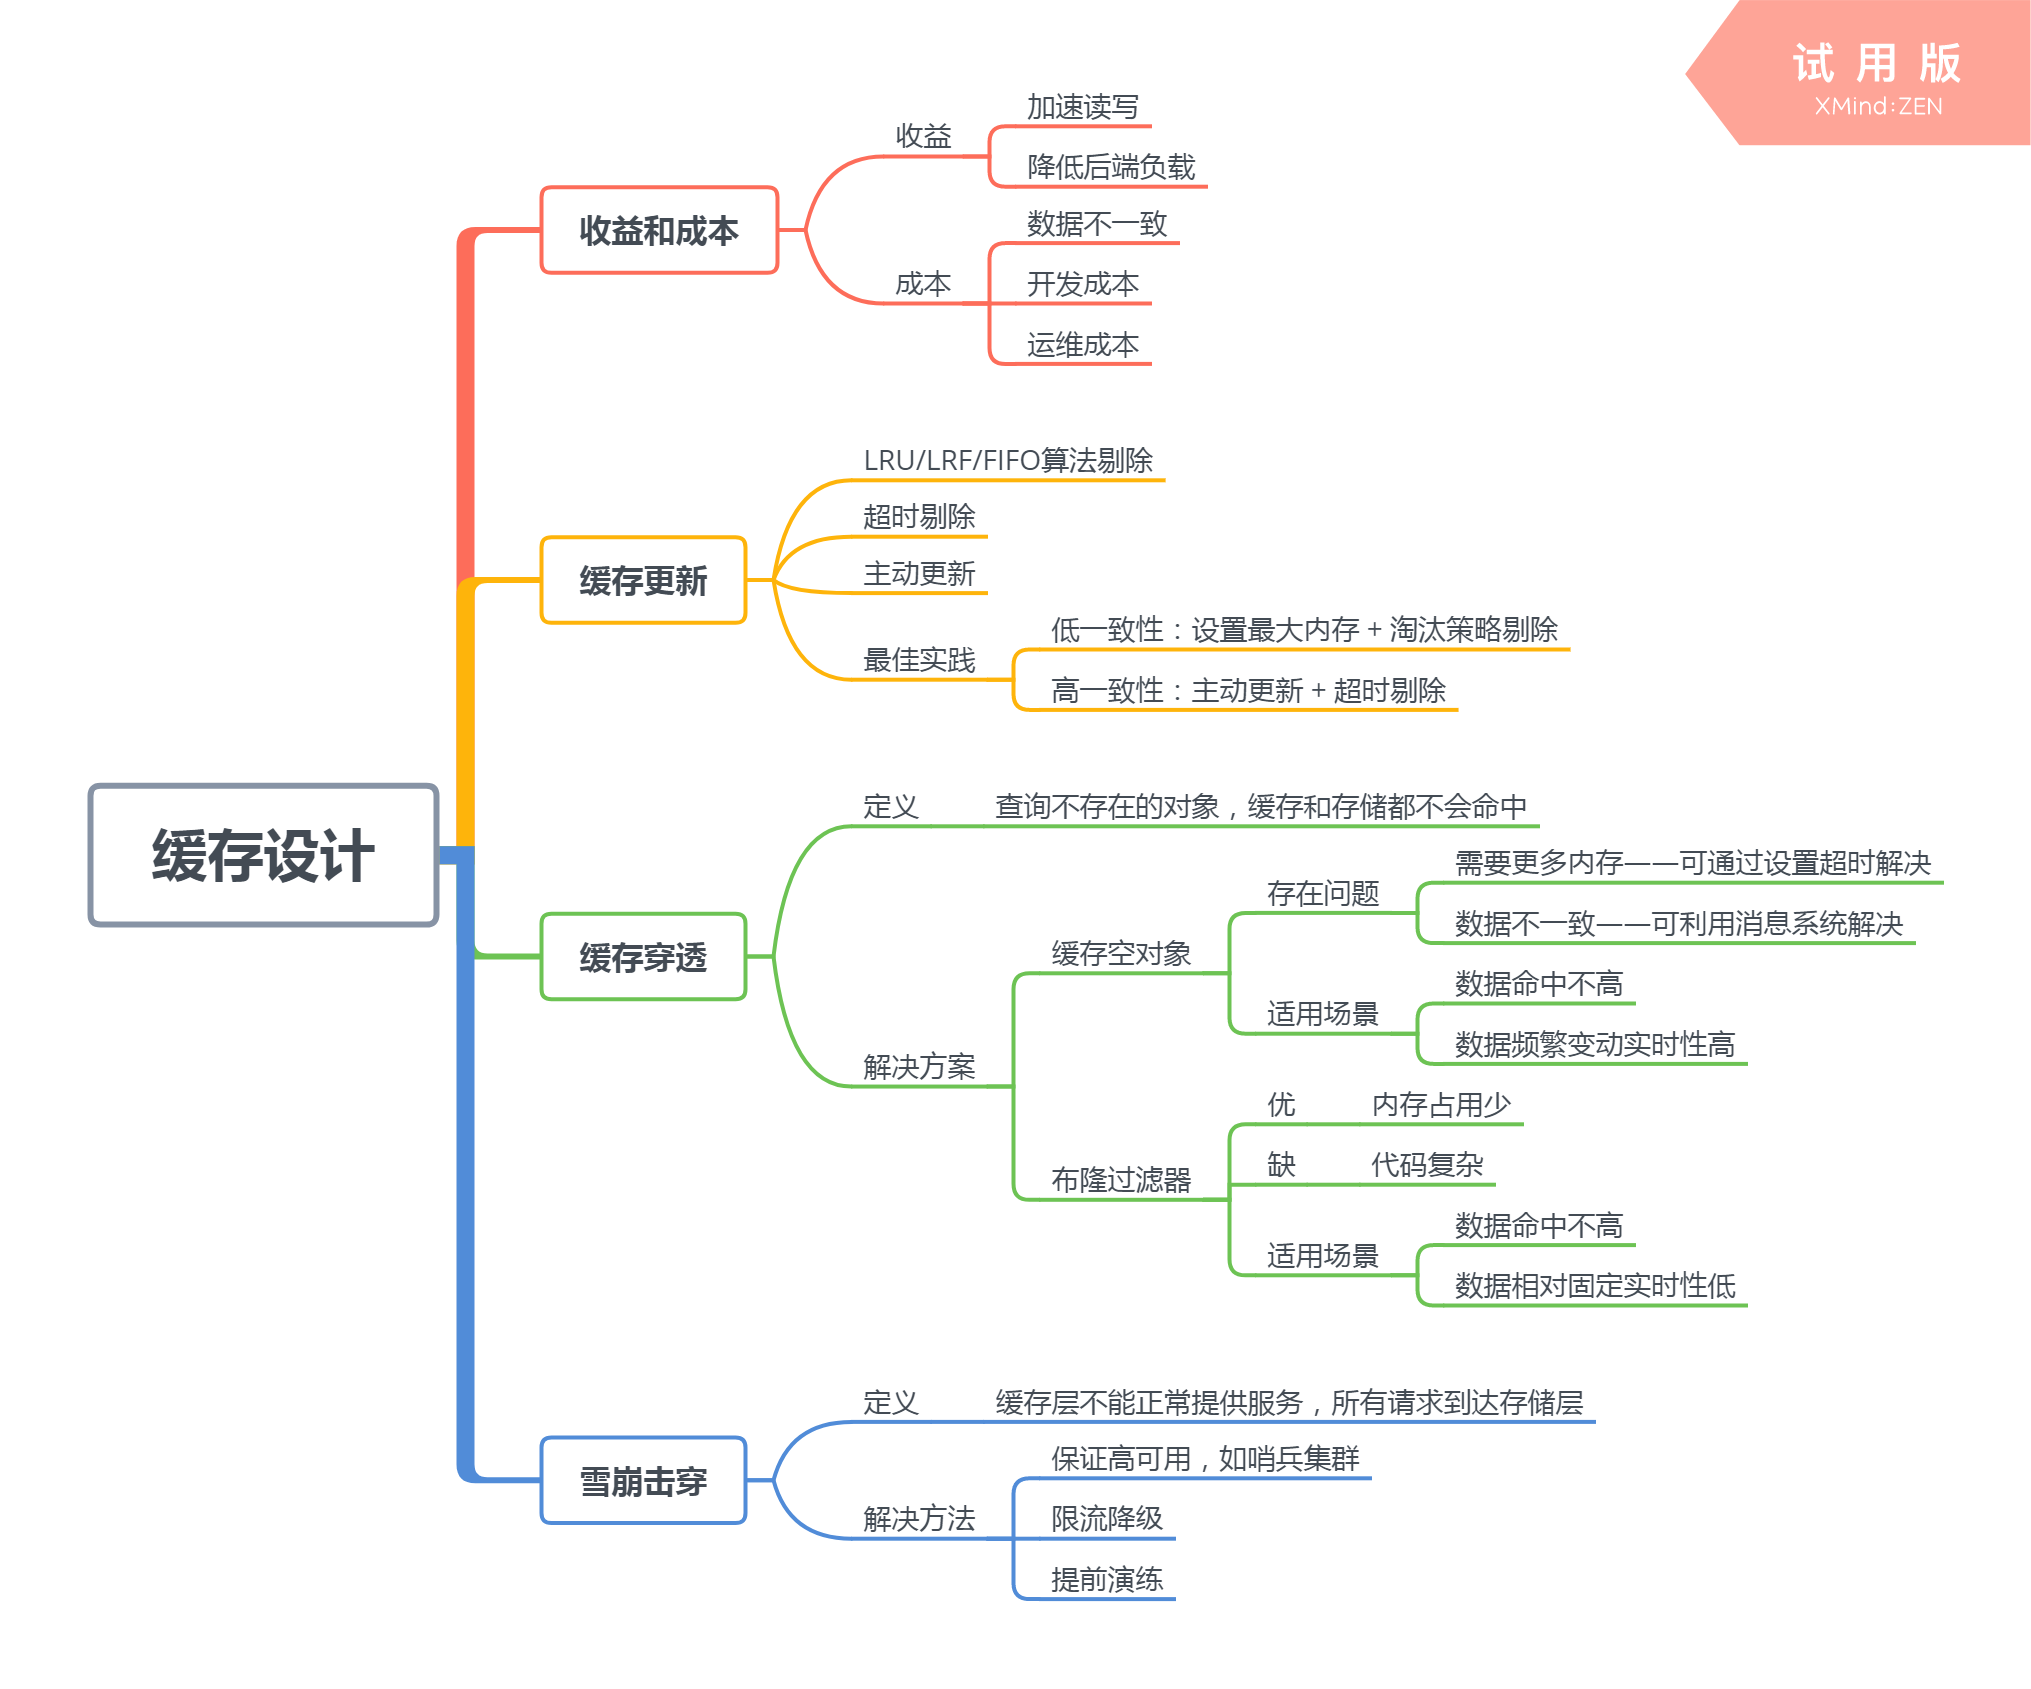 试用版
XMind:ZEN
缓存设计
收益和成本
收益
加速读写
降低后端负载
成本
数据不一致
开发成本
运维成本
缓存更新
LRU/LRF/FIFO算法剔除
超时剔除
主动更新
最佳实践
低一致性：设置最大内存 + 淘汰策略剔除
高一致性：主动更新 + 超时剔除
缓存穿透
定义
查询不存在的对象，缓存和存储都不会命中
解决方案
缓存空对象
存在问题
需要更多内存——可通过设置超时解决
数据不一致——可利用消息系统解决
适用场景
数据命中不高
数据频繁变动实时性高
布隆过滤器
优
内存占用少
缺
代码复杂
适用场景
数据命中不高
数据相对固定实时性低
雪崩击穿
定义
缓存层不能正常提供服务，所有请求到达存储层
解决方法
保证高可用，如哨兵集群
限流降级
提前演练